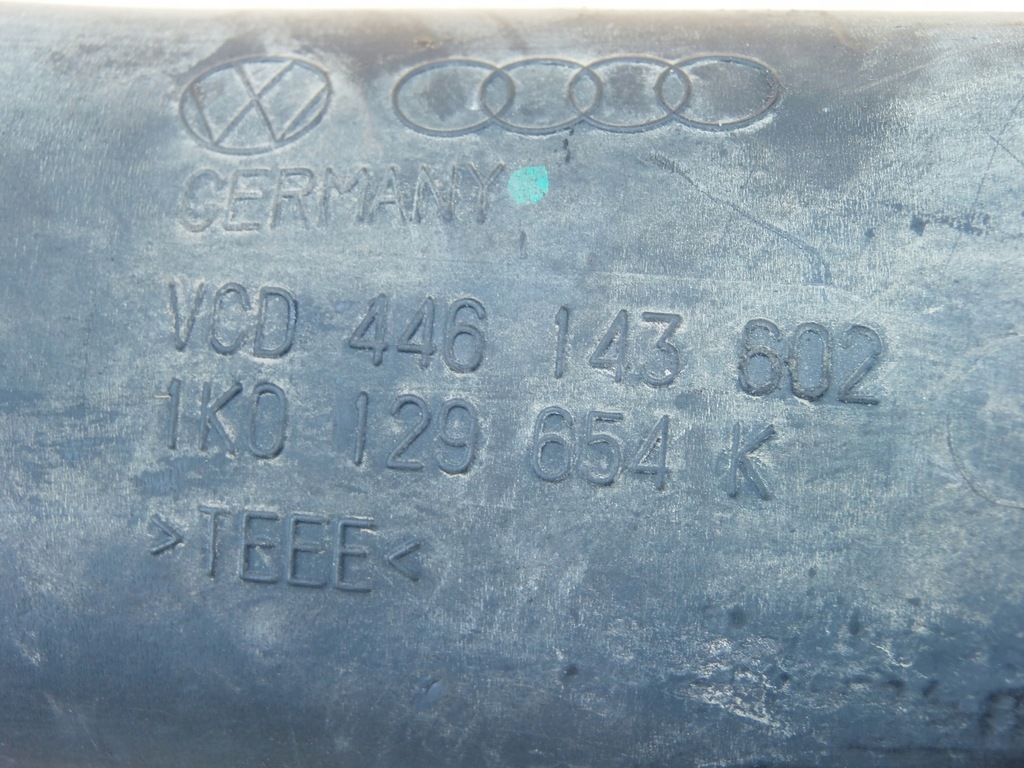 GERMANY
VCD 446 143 602
1K0 129 654 K
>TEEE<